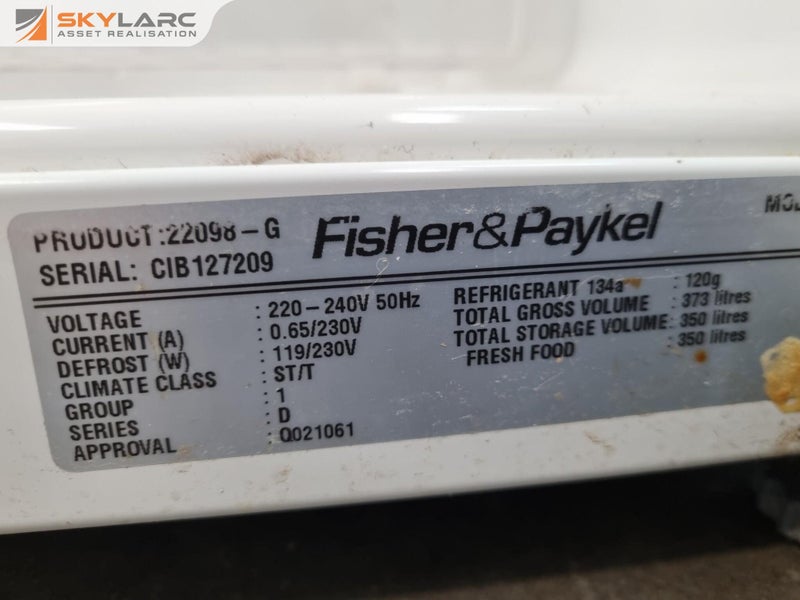 SKYLARC
ASSET REALISATION
PRODUCT:22098-G
Fisher&Paykel
SERIAL: CIB127209
VOLTAGE : 220-240V 50Hz
CURRENT (A) : 0.65/230V
DEFROST (W) : 119/230V
CLIMATE CLASS : ST/T
GROUP : 1
SERIES : D
APPROVAL : Q021061
REFRIGERANT 134a : 120g
TOTAL GROSS VOLUME : 373 litres
TOTAL STORAGE VOLUME : 350 litres
FRESH FOOD : 350 litres